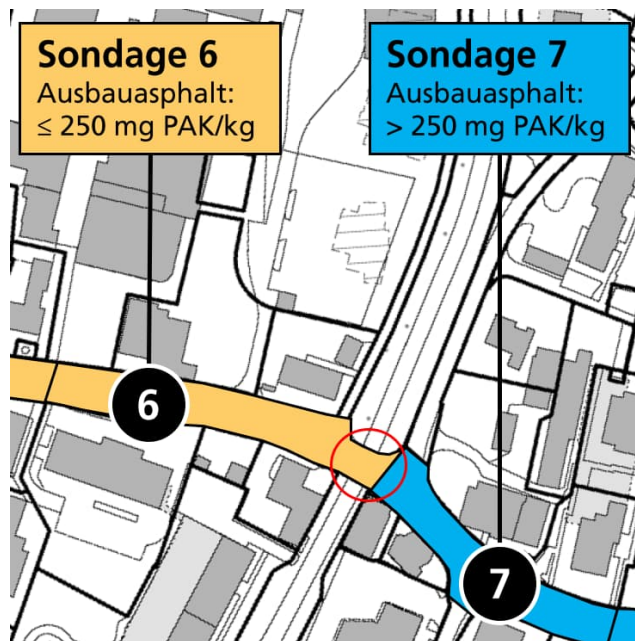 Sondage 6
Ausbauasphalt:
≤ 250 mg PAK/kg
Sondage 7
Ausbauasphalt:
> 250 mg PAK/kg
6
7